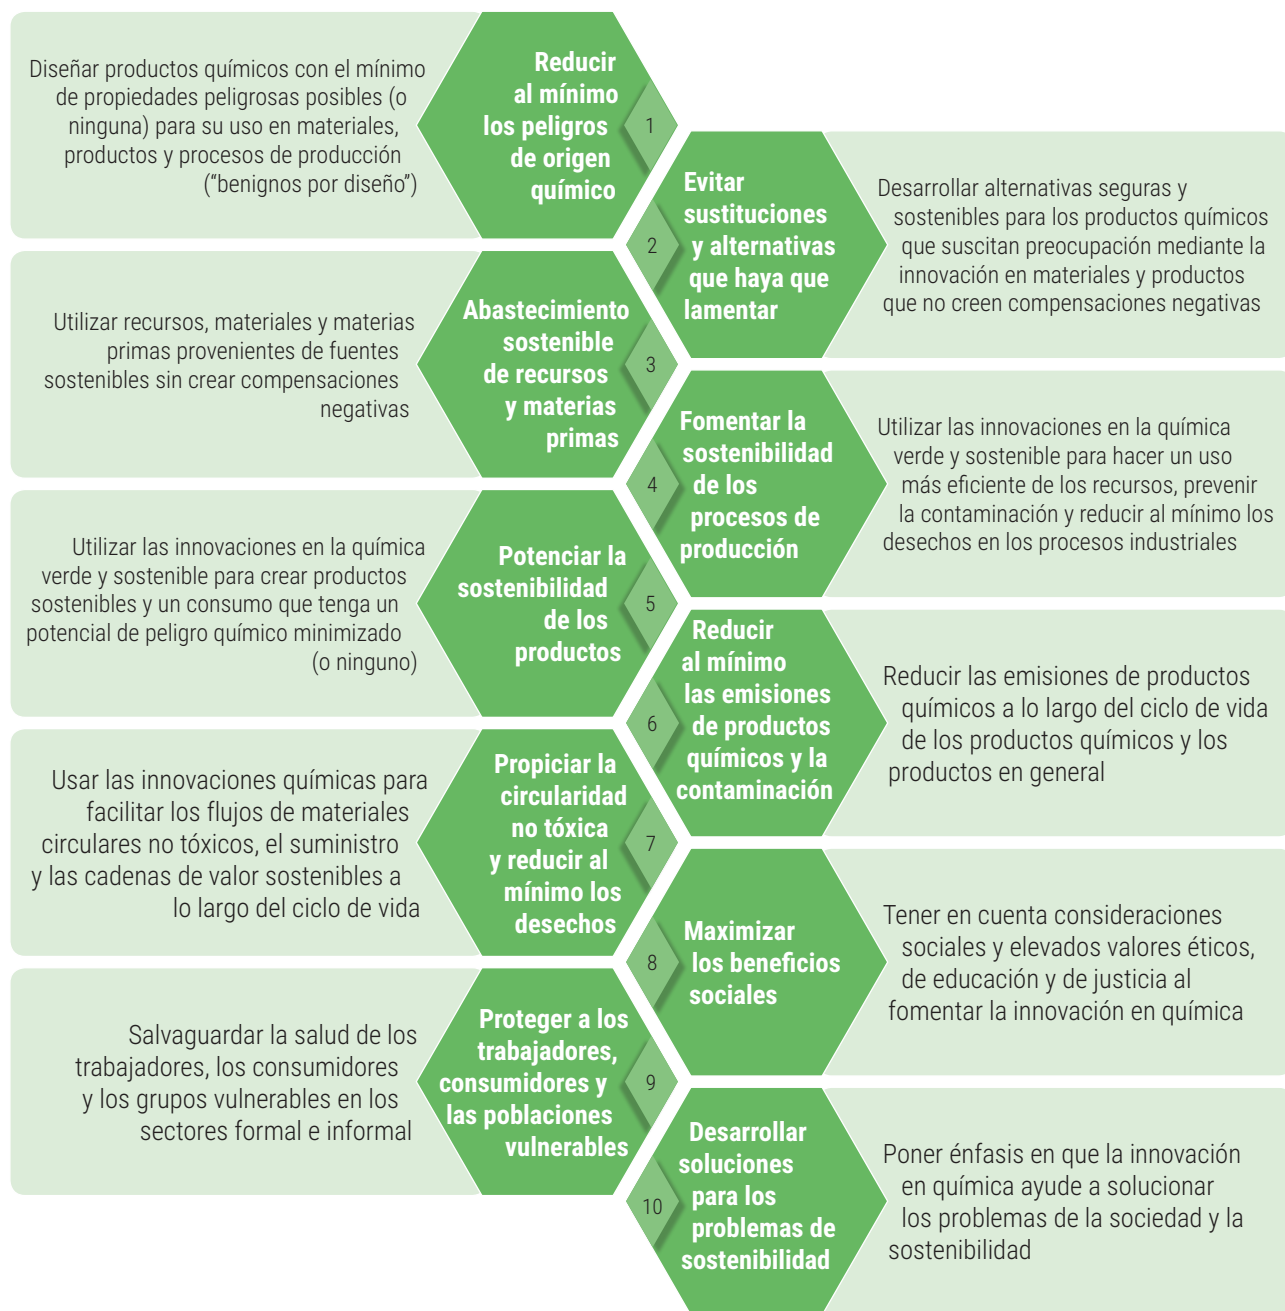 Diseñar productos químicos con el mínimo
de propiedades peligrosas posibles (o
ninguna) para su uso en materiales,
productos y procesos de producción
(“benignos por diseño”)
Reducir
al mínimo
los peligros
de origen
químico
1
Evitar
sustituciones
y alternativas
que haya que
lamentar
2
Desarrollar alternativas seguras y
sostenibles para los productos químicos
que suscitan preocupación mediante la
innovación en materiales y productos
que no creen compensaciones negativas
Utilizar recursos, materiales y materias
primas provenientes de fuentes
sostenibles sin crear compensaciones
negativas
Abastecimiento
sostenible
de recursos
y materias
primas
3
Fomentar la
sostenibilidad
de los
procesos de
producción
4
Utilizar las innovaciones en la química
verde y sostenible para hacer un uso
más eficiente de los recursos, prevenir
la contaminación y reducir al mínimo los
desechos en los procesos industriales
Utilizar las innovaciones en la química
verde y sostenible para crear productos
sostenibles y un consumo que tenga un
potencial de peligro químico minimizado
(o ninguno)
Potenciar la
sostenibilidad
de los
productos
5
Reducir
al mínimo
las emisiones
de productos
químicos y la
contaminación
6
Reducir las emisiones de productos
químicos a lo largo del ciclo de vida
de los productos químicos y los
productos en general
Usar las innovaciones químicas para
facilitar los flujos de materiales
circulares no tóxicos, el suministro
y las cadenas de valor sostenibles a
lo largo del ciclo de vida
Propiciar la
circularidad
no tóxica
y reducir al
mínimo los
desechos
7
Maximizar
los beneficios
sociales
8
Tener en cuenta consideraciones
sociales y elevados valores éticos,
de educación y de justicia al
fomentar la innovación en química
Salvaguardar la salud de los
trabajadores, los consumidores
y los grupos vulnerables en los
sectores formal e informal
Proteger a los
trabajadores,
consumidores y
las poblaciones
vulnerables
9
Desarrollar
soluciones
para los
problemas de
sostenibilidad
10
Poner énfasis en que la innovación
en química ayude a solucionar
los problemas de la sociedad y la
sostenibilidad